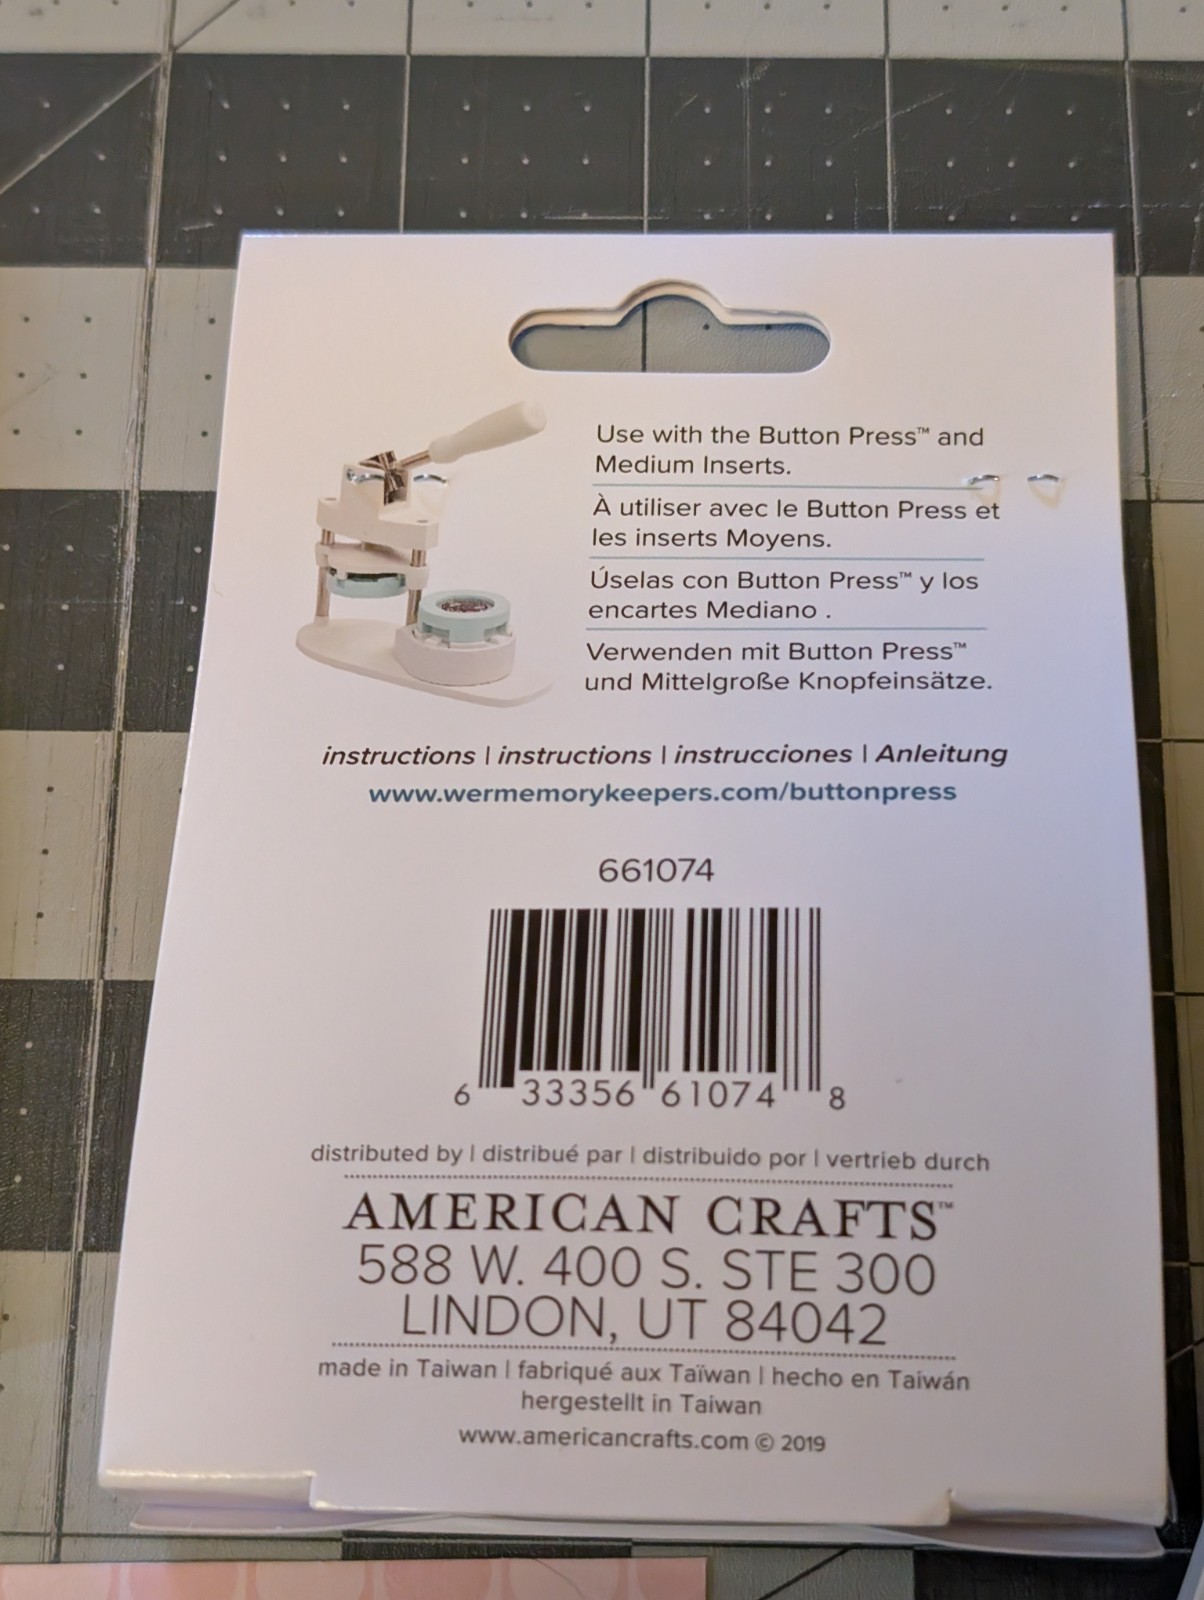 Use with the Button Press™ and
Medium Inserts.
À utiliser avec le Button Press et
les inserts Moyens.
Úselas con Button Press™ y los
encartes Mediano .
Verwenden mit Button Press™
und Mittelgroße Knopfeinsätze.
instructions | instructions | instrucciones | Anleitung
www.wermemorykeepers.com/buttonpress
661074
6 33356 61074 8
distributed by | distribué par | distribuido por | vertrieb durch
AMERICAN CRAFTS™
588 W. 400 S. STE 300
LINDON, UT 84042
made in Taiwan | fabriqué aux Taïwan | hecho en Taiwán
hergestellt in Taiwan
www.americancrafts.com © 2019